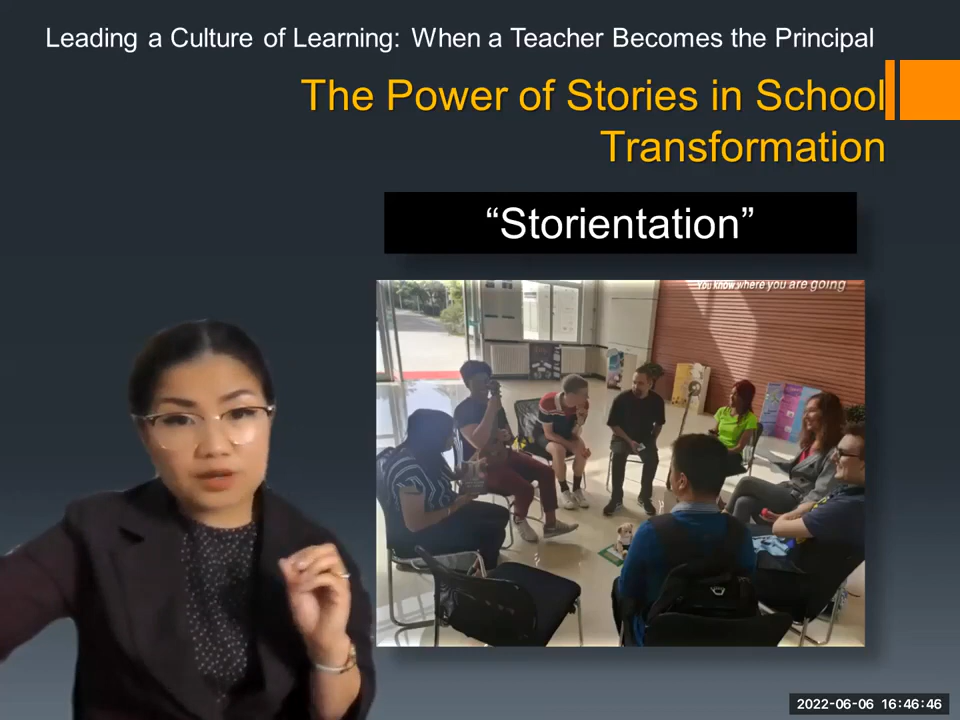 Leading a Culture of Learning: When a Teacher Becomes the Principal
The Power of Stories in School
Transformation
“Storientation”
You know where you are going
2022-06-06 16:46:46